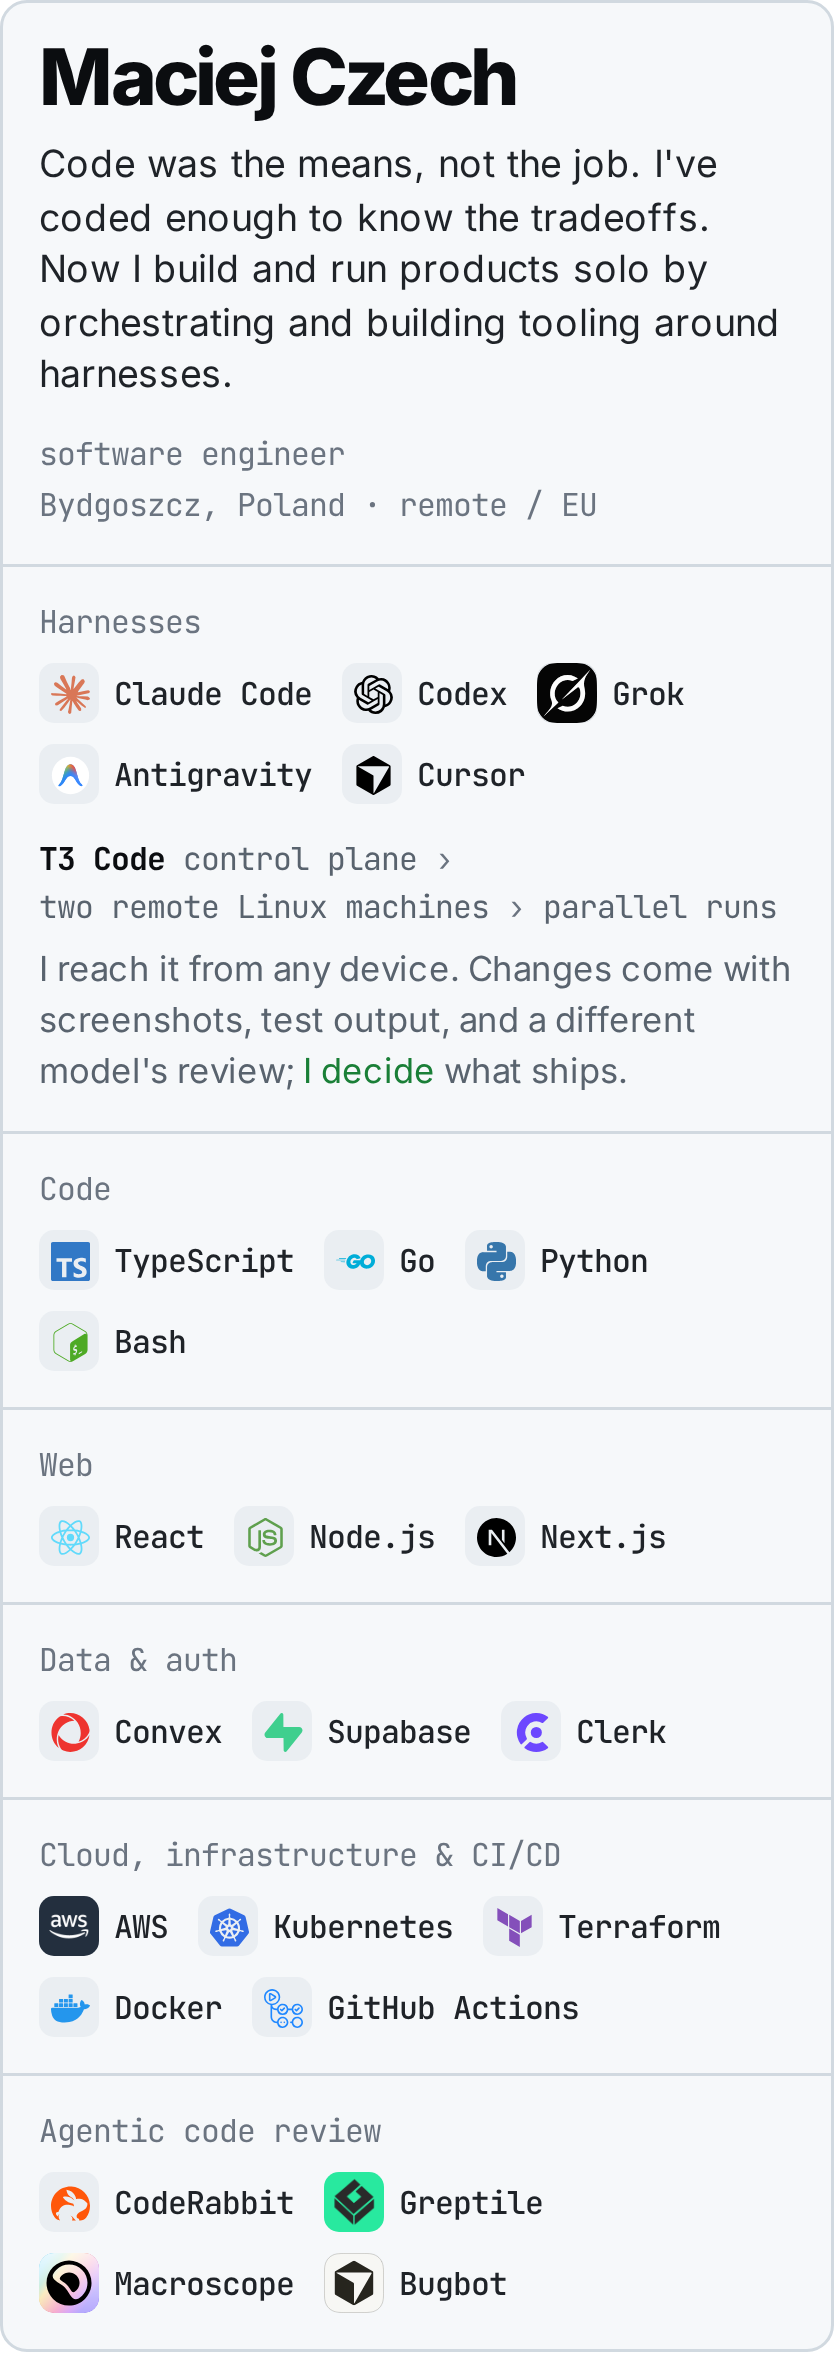 Maciej Czech
Code was the means, not the job. I've
coded enough to know the tradeoffs.
Now I build and run products solo by
orchestrating and building tooling around
harnesses.
software engineer
Bydgoszcz, Poland · remote / EU
Harnesses
Claude Code Codex Grok
Antigravity Cursor
T3 Code control plane ›
two remote Linux machines › parallel runs
I reach it from any device. Changes come with
screenshots, test output, and a different
model's review; I decide what ships.
Code
TS TypeScript GO Go Python
$_ Bash
Web
React JS Node.js N Next.js
Data & auth
Convex Supabase Clerk
Cloud, infrastructure & CI/CD
aws AWS Kubernetes Terraform
Docker GitHub Actions
Agentic code review
CodeRabbit Greptile
Macroscope Bugbot